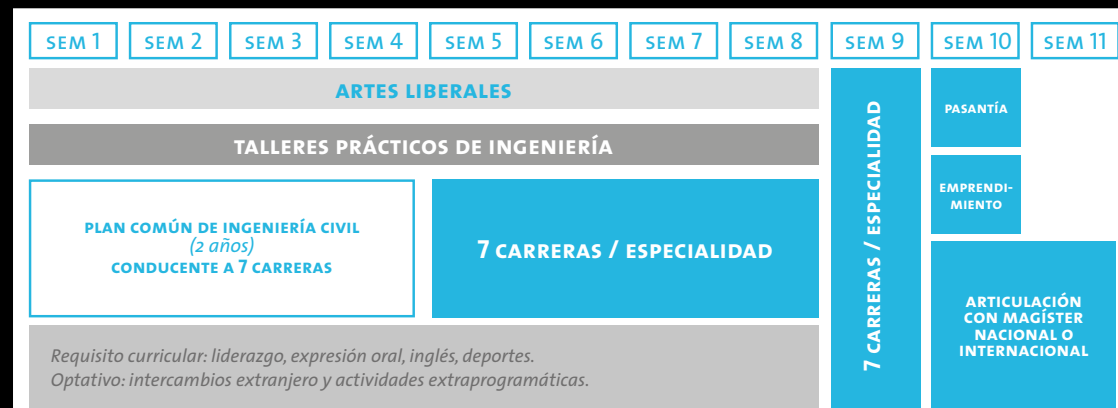 SEM 1
SEM 2
SEM 3
SEM 4
SEM 5
SEM 6
SEM 7
SEM 8
SEM 9
SEM 10
SEM 11
ARTES LIBERALES
TALLERES PRÁCTICOS DE INGENIERÍA
PLAN COMÚN DE INGENIERÍA CIVIL
(2 años)
CONDUCENTE A 7 CARRERAS
7 CARRERAS / ESPECIALIDAD
Requisito curricular: liderazgo, expresión oral, inglés, deportes.
Optativo: intercambios extranjero y actividades extraprogramáticas.
7 CARRERAS / ESPECIALIDAD
PASANTÍA
EMPRENDI-
MIENTO
ARTICULACIÓN
CON MAGÍSTER
NACIONAL O
INTERNACIONAL